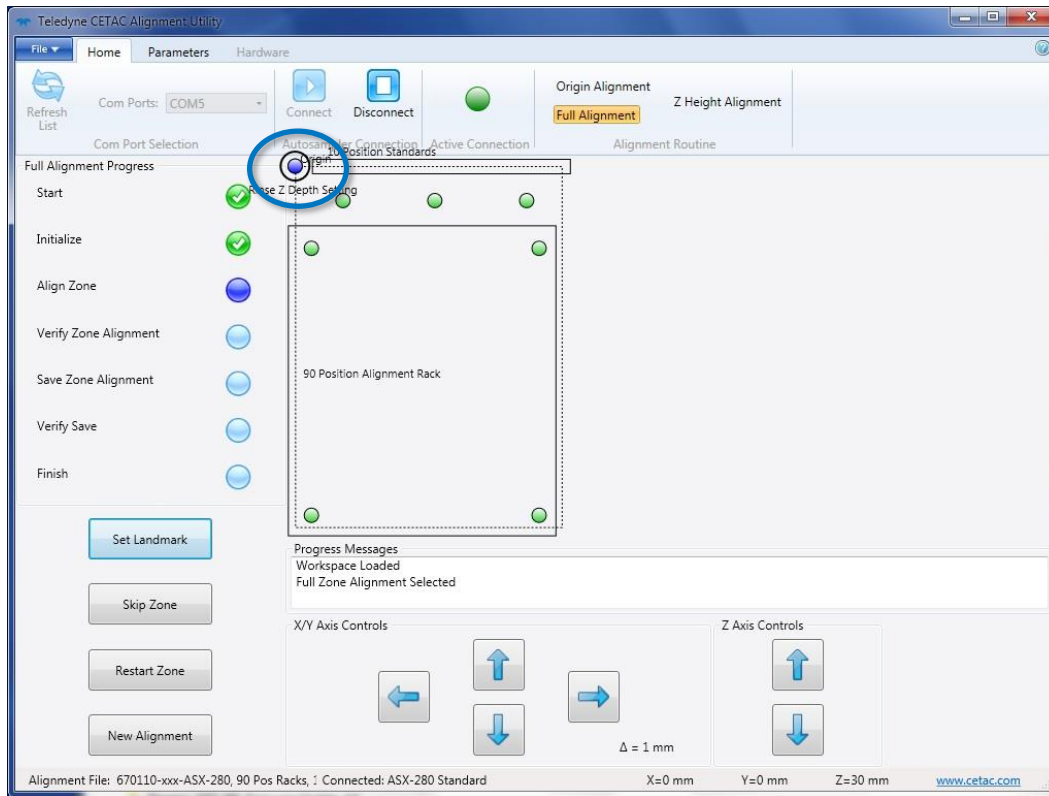 Teledyne CETAC Alignment Utility
File Home Parameters Hardware
Refresh List
Com Ports: COM5
Com Port Selection
Connect Disconnect
Autosampler Connection
Active Connection
Origin Alignment
Full Alignment
Z Height Alignment
Alignment Routine
Full Alignment Progress
Start
Initialize
Align Zone
Verify Zone Alignment
Save Zone Alignment
Verify Save
Finish
10 Position Standards
Origin
Rinse Z Depth Setting
90 Position Alignment Rack
Set Landmark
Skip Zone
Restart Zone
New Alignment
Progress Messages
Workspace Loaded
Full Zone Alignment Selected
X/Y Axis Controls
Δ = 1 mm
Z Axis Controls
Alignment File: 670110-xxx-ASX-280, 90 Pos Racks, 1 Connected: ASX-280 Standard X=0 mm Y=0 mm Z=30 mm www.cetac.com